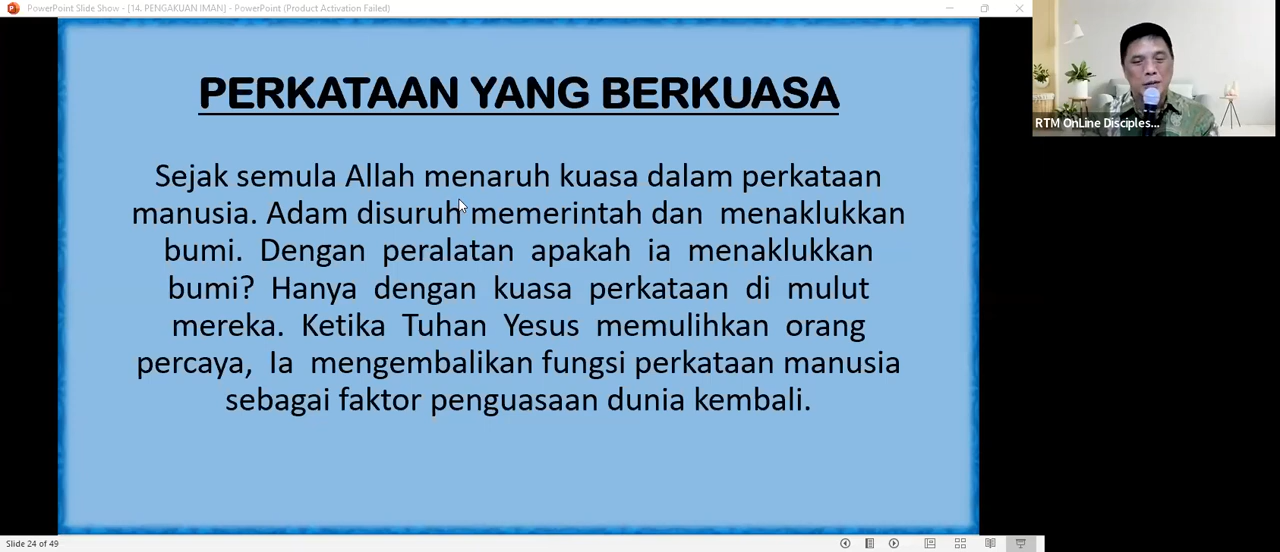 PowerPoint Slide Show - [14. PENGAKUAN IMAN] - PowerPoint (Product Activation Failed)
RTM OnLine Disciples...
PERKATAAN YANG BERKUASA
Sejak semula Allah menaruh kuasa dalam perkataan
manusia. Adam disuruh memerintah dan menaklukkan
bumi. Dengan peralatan apakah ia menaklukkan
bumi? Hanya dengan kuasa perkataan di mulut
mereka. Ketika Tuhan Yesus memulihkan orang
percaya, Ia mengembalikan fungsi perkataan manusia
sebagai faktor penguasaan dunia kembali.
Slide 24 of 49